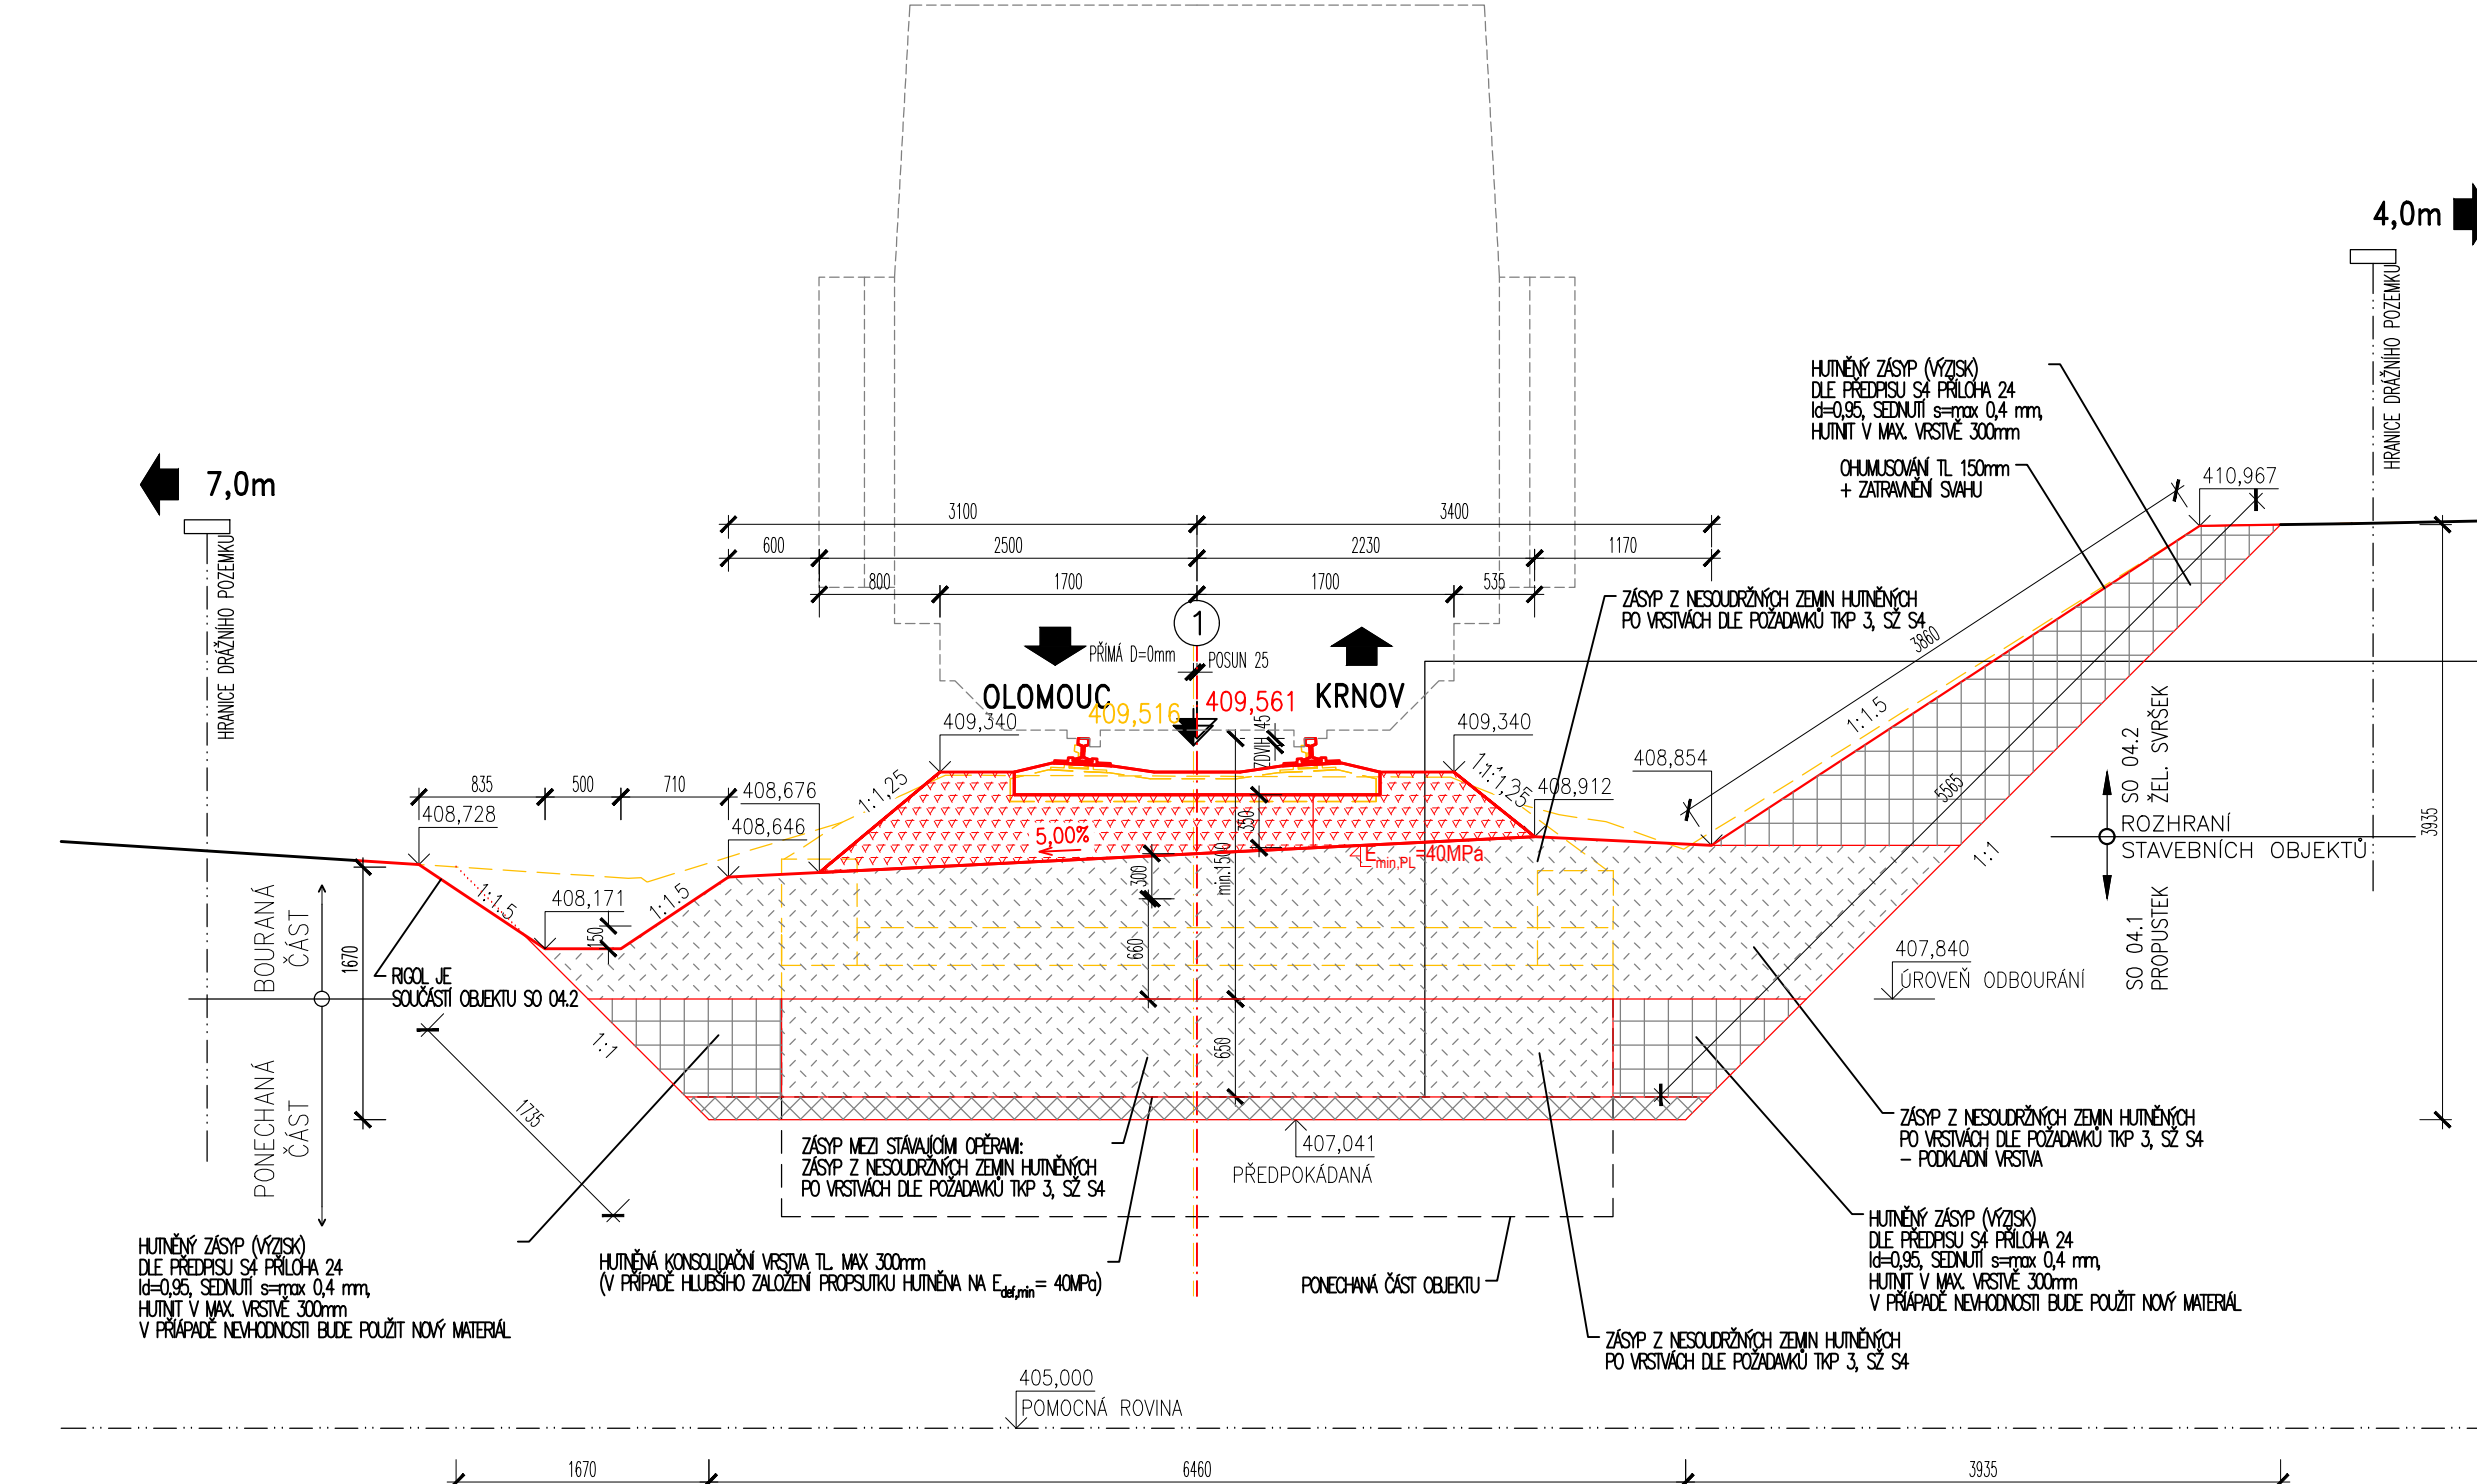 4,0m
HRANICE DRÁŽNÍHO POZEMKU
HUTNĚNÝ ZÁSYP (VÝZISK)
DLE PŘEDPISU S4 PŘÍLOHA 24
Id=0,95, SEDNUTÍ s=max 0,4 mm,
HUTNIT V MAX. VRSTVĚ 300mm
OHUMUSOVÁNÍ TL 150mm
+ ZATRAVNĚNÍ SVAHU
410,967
7,0m
HRANICE DRÁŽNÍHO POZEMKU
3100
3400
600
2500
2230
1170
800
1700
1700
535
1
ZÁSYP Z NESOUDRŽNÝCH ZEMIN HUTNĚNÝCH
PO VRSTVÁCH DLE POŽADAVKŮ TKP 3, SŽ S4
3860
PŘÍMÁ D=0mm
POSUN 25
OLOMOUC
KRNOV
409,516
409,561
409,340
409,340
ZDVIH 45
1:1.5
408,854
SO 04.2
ŽEL. SVRŠEK
835
500
710
408,676
1:1,25
1:1,25
408,912
5565
3935
408,728
408,646
350
ROZHRANÍ
STAVEBNÍCH OBJEKTŮ
5,00%
Emin,PL=40MPa
min.1500
300
1:1
1:1.5
1:1.5
408,171
150
BOURANÁ
ČÁST
1670
660
407,840
ÚROVEŇ ODBOURÁNÍ
SO 04.1
PROPUSTEK
RIGOL JE
SOUČÁSTÍ OBJEKTU SO 04.2
1:1
650
PONECHANÁ
ČÁST
1735
ZÁSYP MEZI STÁVAJÍCÍMI OPĚRAMI:
ZÁSYP Z NESOUDRŽNÝCH ZEMIN HUTNĚNÝCH
PO VRSTVÁCH DLE POŽADAVKŮ TKP 3, SŽ S4
407,041
PŘEDPOKÁDANÁ
ZÁSYP Z NESOUDRŽNÝCH ZEMIN HUTNĚNÝCH
PO VRSTVÁCH DLE POŽADAVKŮ TKP 3, SŽ S4
- PODKLADNÍ VRSTVA
HUTNĚNÝ ZÁSYP (VÝZISK)
DLE PŘEDPISU S4 PŘÍLOHA 24
Id=0,95, SEDNUTÍ s=max 0,4 mm,
HUTNIT V MAX. VRSTVĚ 300mm
V PŘÍÁPADĚ NEVHODNOSTI BUDE POUŽIT NOVÝ MATERIÁL
HUTNĚNÁ KONSOLIDAČNÍ VRSTVA TL. MAX 300mm
(V PŘÍPADĚ HLUBŠÍHO ZALOŽENÍ PROPSUTKU HUTNĚNA NA Edef,min= 40MPa)
PONECHANÁ ČÁST OBJEKTU
HUTNĚNÝ ZÁSYP (VÝZISK)
DLE PŘEDPISU S4 PŘÍLOHA 24
Id=0,95, SEDNUTÍ s=max 0,4 mm,
HUTNIT V MAX. VRSTVĚ 300mm
V PŘÍÁPADĚ NEVHODNOSTI BUDE POUŽIT NOVÝ MATERIÁL
ZÁSYP Z NESOUDRŽNÝCH ZEMIN HUTNĚNÝCH
PO VRSTVÁCH DLE POŽADAVKŮ TKP 3, SŽ S4
405,000
POMOCNÁ ROVINA
1670
6460
3935